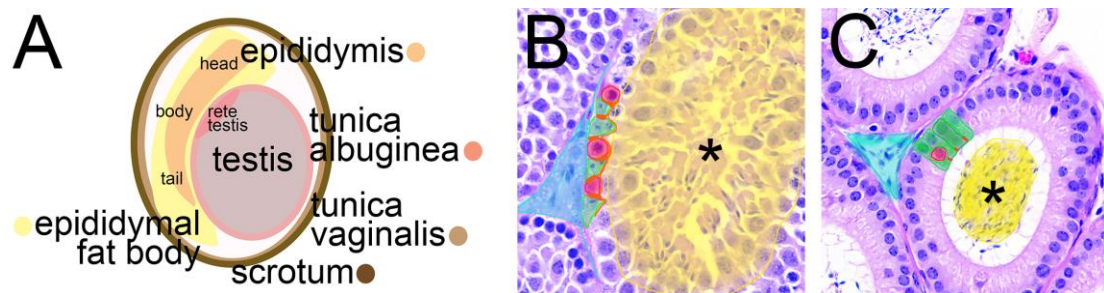 A
head epididymis
body
rete
testis
tunica
albuginea
testis
tail
tunica
vaginalis
epididymal
fat body
scrotum
B
*
C
*